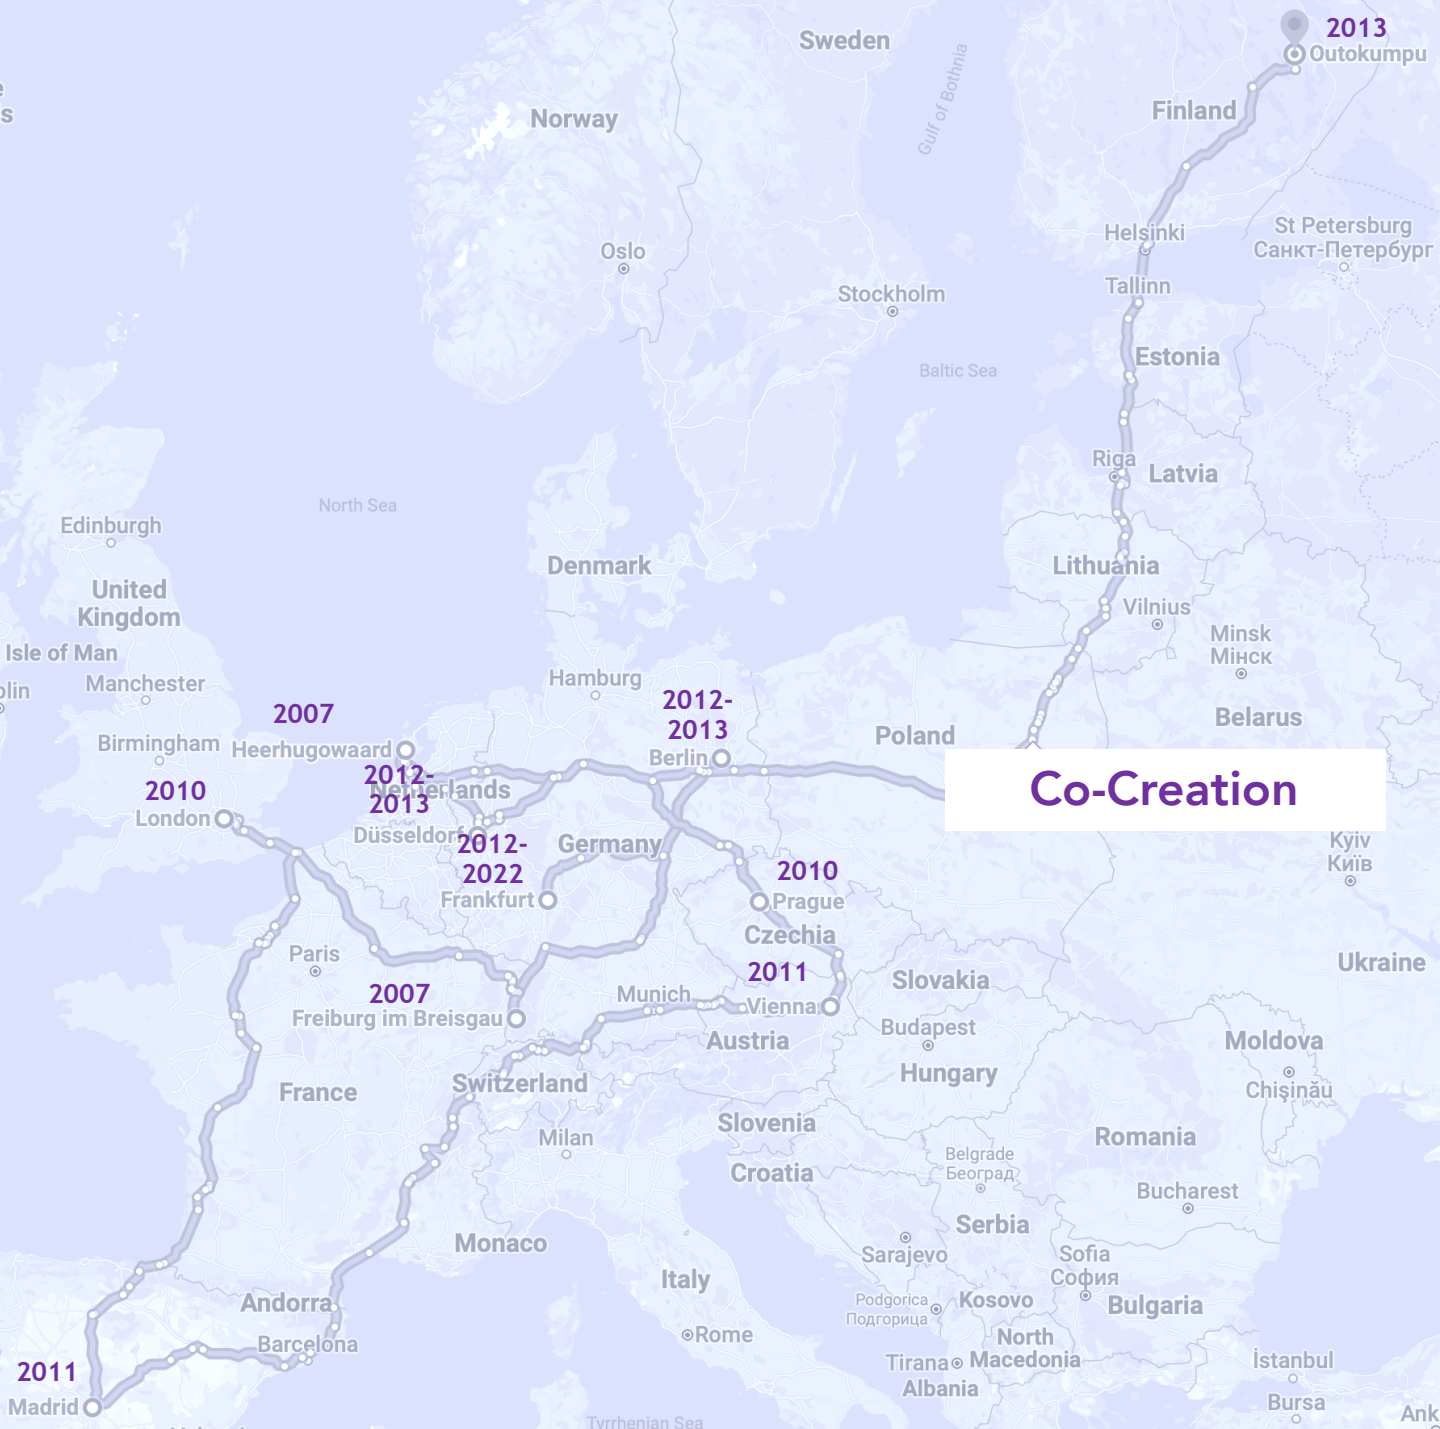 2013
Sweden
Outokumpu
Gulf of Bothnia
Finland
Norway
s
Helsinki
St Petersburg
Санкт-Петербург
Oslo
Tallinn
Stockholm
Estonia
Baltic Sea
Riga
Latvia
North Sea
Edinburgh
Denmark
Lithuania
United
Kingdom
Vilnius
Minsk
Мінск
Isle of Man
Hamburg
Manchester
blin
2012-
2013
2007
Belarus
Poland
Birmingham
Heerhugowaard
Berlin
2012-
2013
Netherlands
Co-Creation
2010
London
Düsseldorf
2012-
2022
Germany
Kyiv
Київ
2010
Frankfurt
Prague
Czechia
Paris
2011
Ukraine
Slovakia
2007
Munich
Freiburg im Breisgau
Vienna
Budapest
Austria
Moldova
Hungary
Switzerland
France
Chișinău
Slovenia
Milan
Romania
Belgrade
Београд
Croatia
Bucharest
Serbia
Monaco
Sarajevo
Sofia
София
Italy
Andorra
Podgorica
Подгорица
Kosovo
Bulgaria
Barcelona
Rome
North
Macedonia
2011
Tirana
İstanbul
Albania
Madrid
Bursa
Ank
Tyrrhenian Sea